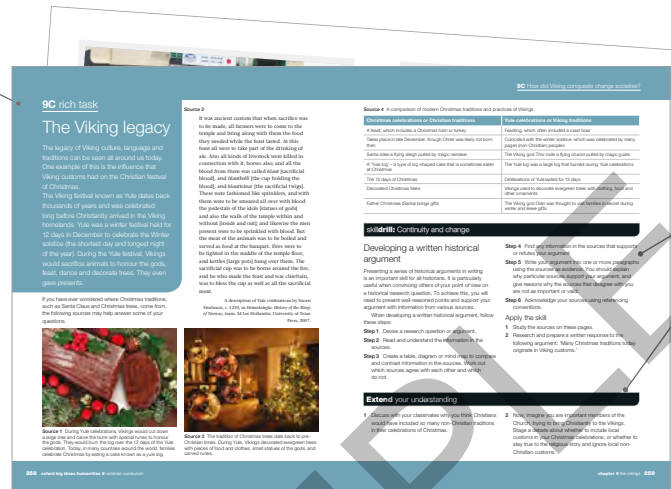 9C How did Viking conquests change societies?
9C rich task
The Viking legacy
The legacy of Viking culture, language and
traditions can be seen all around us today.
One example of this is the influence that
Viking customs had on the Christian festival
of Christmas.
The Viking festival known as Yule dates back
thousands of years and was celebrated
long before Christianity arrived in the Viking
homelands. Yule was a winter festival held for
12 days in December to celebrate the Winter
solstice (the shortest day and longest night
of the year). During the Yule festival, Vikings
would sacrifice animals to honour the gods,
feast, dance and decorate trees. They even
gave presents.
If you have ever wondered where Christmas traditions,
such as Santa Claus and Christmas trees, come from,
the following sources may help answer some of your
questions.
Source 1 During Yule celebrations, Vikings would cut down
a large tree and carve the trunk with special runes to honour
the gods. They would burn the log over the 12 days of the Yule
celebration. Today, in many countries around the world, families
celebrate Christmas by eating a cake known as a yule log.
Source 2
It was ancient custom that when sacrifice was
to be made, all farmers were to come to the
temple and bring along with them the food
they needed while the feast lasted. At this
feast all were to take part of the drinking of
ale. Also all kinds of livestock were killed in
connection with it, horses also; and all the
blood from them was called hlaut [sacrificial
blood], and hlautbolli [the cup holding the
blood]; and hlautteinar [the sacrificial twigs].
These were fashioned like sprinklers, and with
them were to be smeared all over with blood
the pedestals of the idols [statues of gods]
and also the walls of the temple within and
without [inside and out]; and likewise the men
present were to be sprinkled with blood. But
the meat of the animals was to be boiled and
served as food at the banquet. Fires were to
be lighted in the middle of the temple floor,
and kettles [large pots] hung over them. The
sacrificial cup was to be borne around the fire,
and he who made the feast and was chieftain,
was to bless the cup as well as all the sacrificial
meat.
A description of Yule celebrations by Snorri
Sturluson, c. 1230, in Heimskringla: History of the Kings
of Norway, trans. M Lee Hollander, University of Texas
Press, 2007.
Source 3 The tradition of Christmas trees dates back to pre-
Christian times. During Yule, Vikings decorated evergreen trees
with pieces of food and clothes, small statues of the gods, and
carved runes.
Source 4 A comparison of modern Christmas traditions and practices of Vikings
Christmas celebrations or Christian traditions
Yule celebrations or Viking traditions
A feast, which includes a Christmas ham or turkey
Feasting, which often included a roast boar
Takes place in late December, though Christ was likely not born then
Coincided with the winter solstice, which was celebrated by many pagan (non-Christian) peoples
Santa rides a flying sleigh pulled by magic reindeer
The Viking god Thor rode a flying chariot pulled by magic goats
A 'Yule log' – a type of log-shaped cake that is sometimes eaten at Christmas
The Yule log was a large log that burned during Yule celebrations
The 12 days of Christmas
Celebrations of Yule lasted for 12 days
Decorated Christmas trees
Vikings used to decorate evergreen trees with clothing, food and other ornaments
Father Christmas (Santa) brings gifts
The Viking god Odin was thought to visit families in secret during winter and leave gifts
skilldrill: Continuity and change
Developing a written historical
argument
Presenting a series of historical arguments in writing
is an important skill for all historians. It is particularly
useful when convincing others of your point of view on
a historical research question. To achieve this, you will
need to present well-reasoned points and support your
argument with information from various sources.
When developing a written historical argument, follow
these steps:
Step 1 Devise a research question or argument.
Step 2 Read and understand the information in the
sources.
Step 3 Create a table, diagram or mind map to compare
and contrast information in the sources. Work out
which sources agree with each other and which
do not.
Step 4 Find any information in the sources that supports
or refutes your argument.
Step 5 Write your argument into one or more paragraphs
using the sources as evidence. You should explain
why particular sources support your argument, and
give reasons why the sources that disagree with you
are not as important or valid.
Step 6 Acknowledge your sources using referencing
conventions.
Apply the skill
1 Study the sources on these pages.
2 Research and prepare a written response to the
following argument: 'Many Christmas traditions today
originate in Viking customs.'
Extend your understanding
1 Discuss with your classmates why you think Christians
would have included so many non-Christian traditions
in their celebrations of Christmas.
2 Now, imagine you are important members of the
Church, trying to bring Christianity to the Vikings.
Stage a debate about whether to include local
customs in your Christmas celebrations, or whether to
stay true to the religious story and ignore local non-
Christian customs.
258 oxford big ideas humanities 8 victorian curriculum
chapter 9 the vikings 259